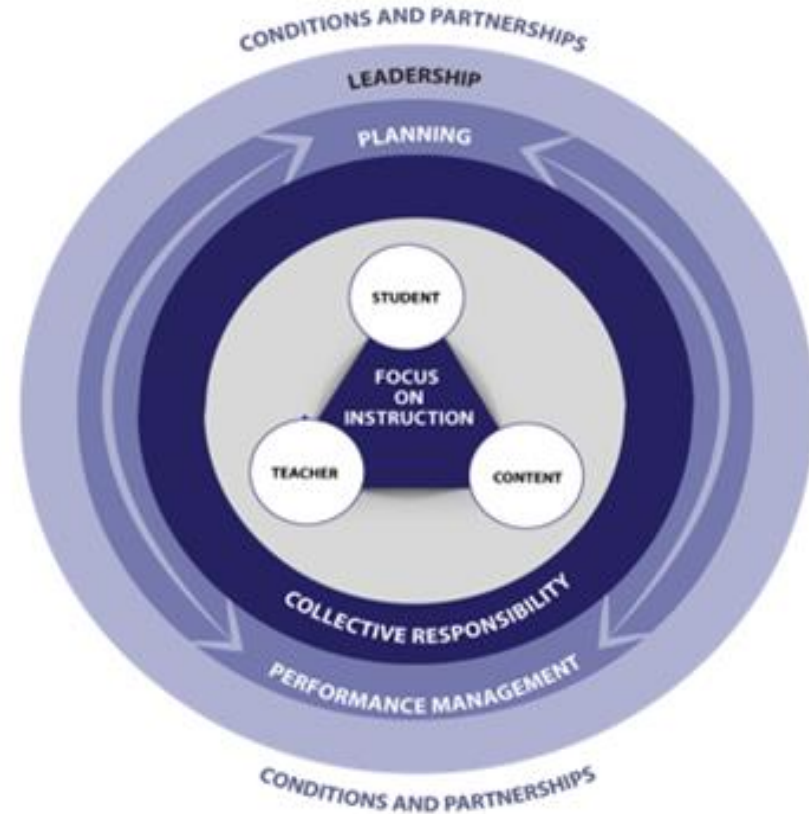 CONDITIONS AND PARTNERSHIPS
LEADERSHIP
PLANNING
STUDENT
FOCUS
ON
INSTRUCTION
TEACHER
CONTENT
COLLECTIVE RESPONSIBILITY
PERFORMANCE MANAGEMENT
CONDITIONS AND PARTNERSHIPS